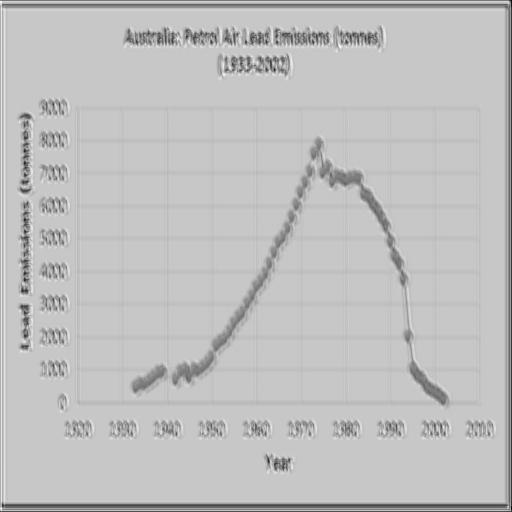 Australia: Petrol Air Lead Emissions (tonnes)
(1933-2002)
Lead Emissions (tonnes)
9000
8000
7000
6000
5000
4000
3000
2000
1000
0
1920 1930 1940 1950 1960 1970 1980 1990 2000 2010
Year